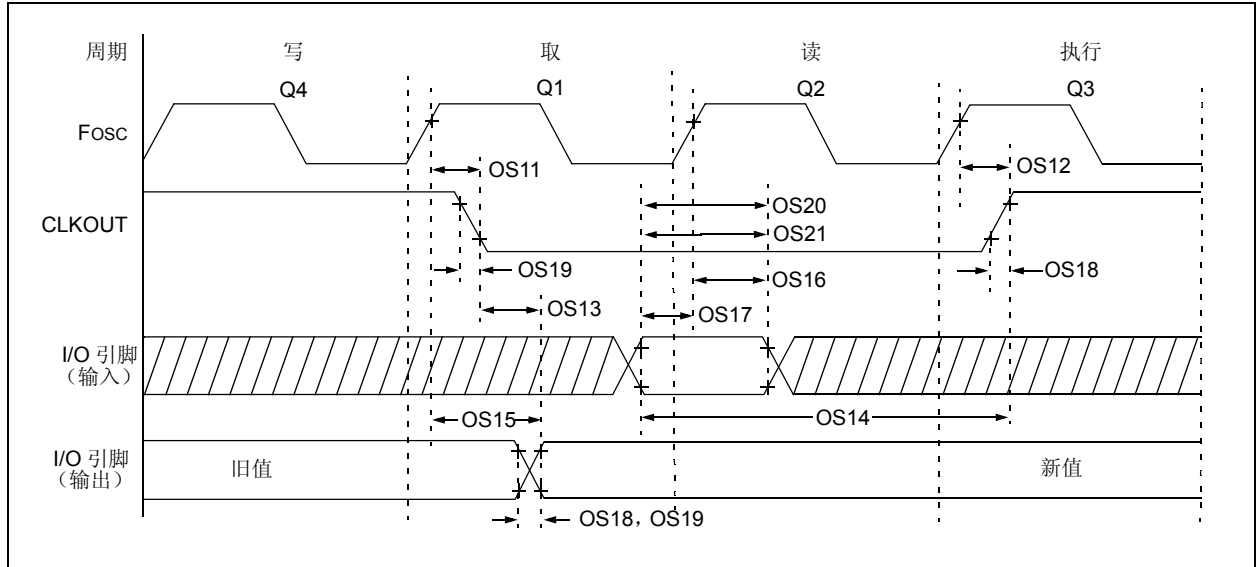 周期 写 取 读 执行
Q4 Q1 Q2 Q3
Fosc
OS11 OS12
OS20
CLKOUT
OS21
OS19 OS16 OS18
OS13 OS17
I/O 引脚
（输入）
OS15 OS14
I/O 引脚
（输出）
旧值 新值
OS18，OS19